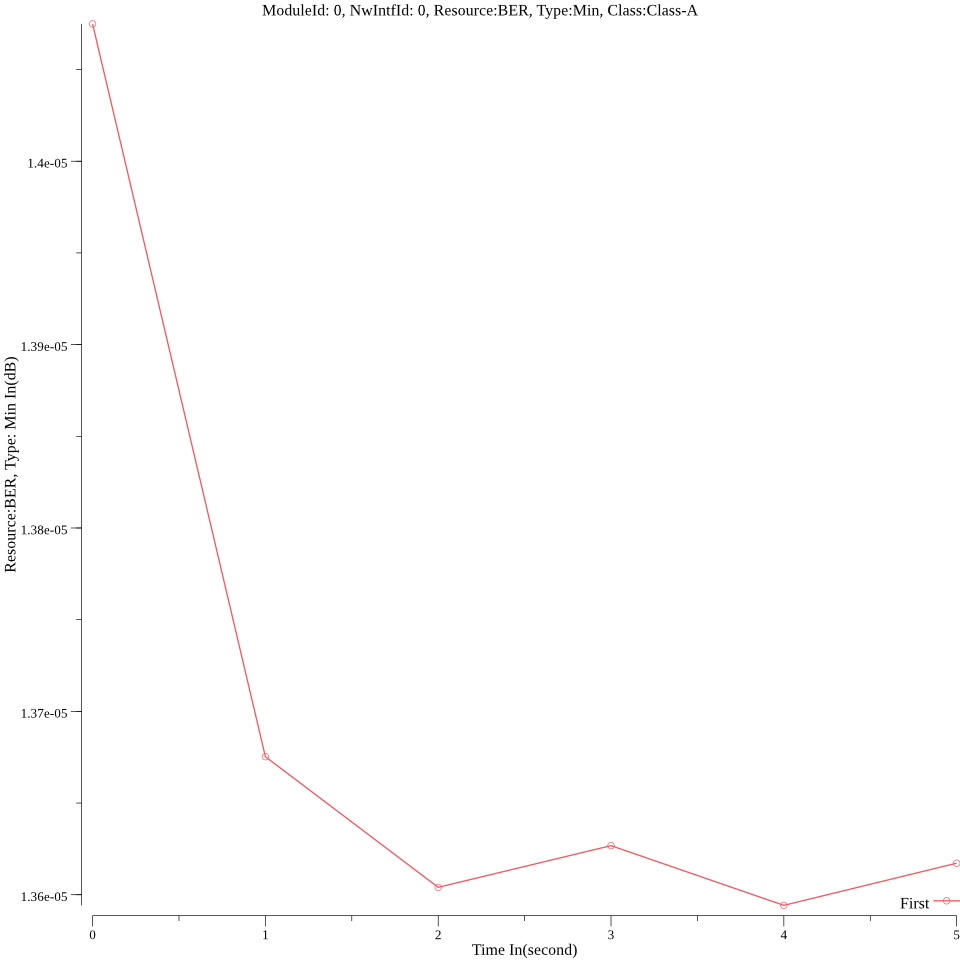 ModuleId: 0, NwIntfId: 0, Resource:BER, Type:Min, Class:Class-A
Resource:BER, Type: Min In(dB)
1.4e-05
1.39e-05
1.38e-05
1.37e-05
1.36e-05
First
0 1 2 3 4 5
Time In(second)